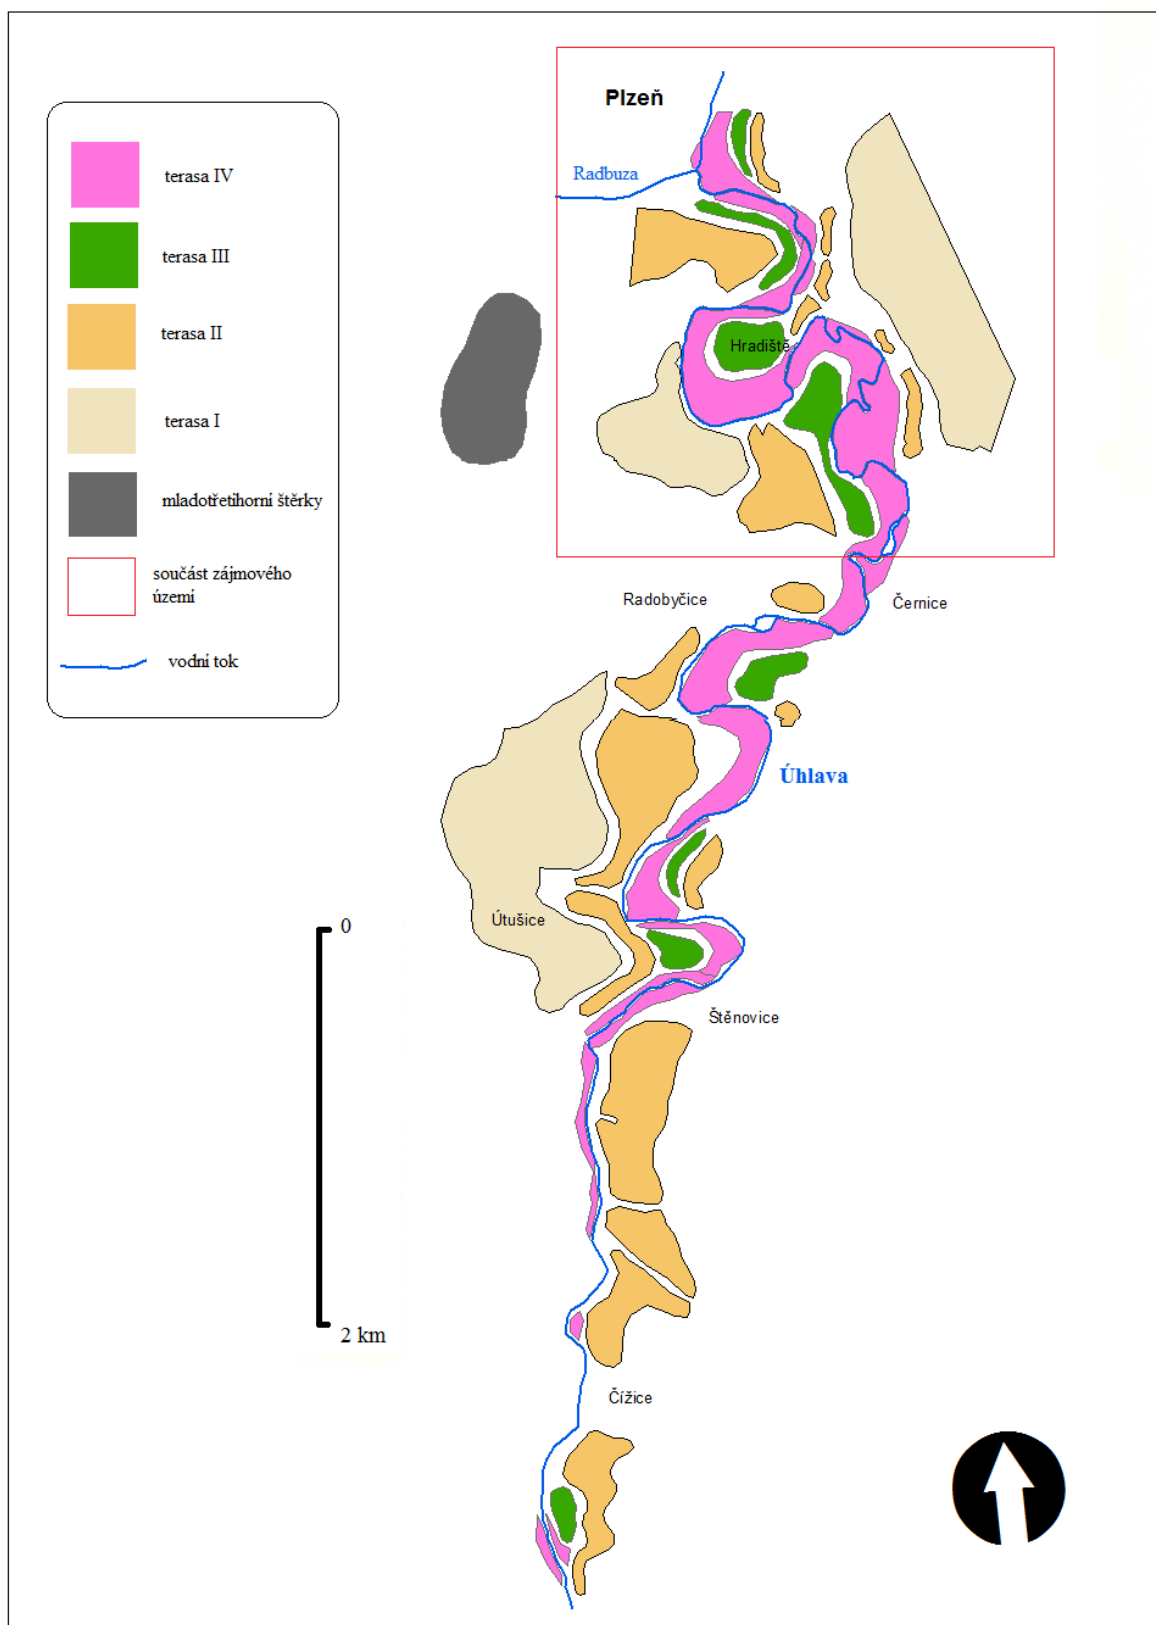 Plzeň
Radbuza
terasa IV
terasa III
terasa II
terasa I
mladotřetihorní štěrky
součást zájmového
území
vodní tok
Hradiště
Radobyčice
Černice
Úhlava
Útušice
Štěnovice
0
2 km
Čížice